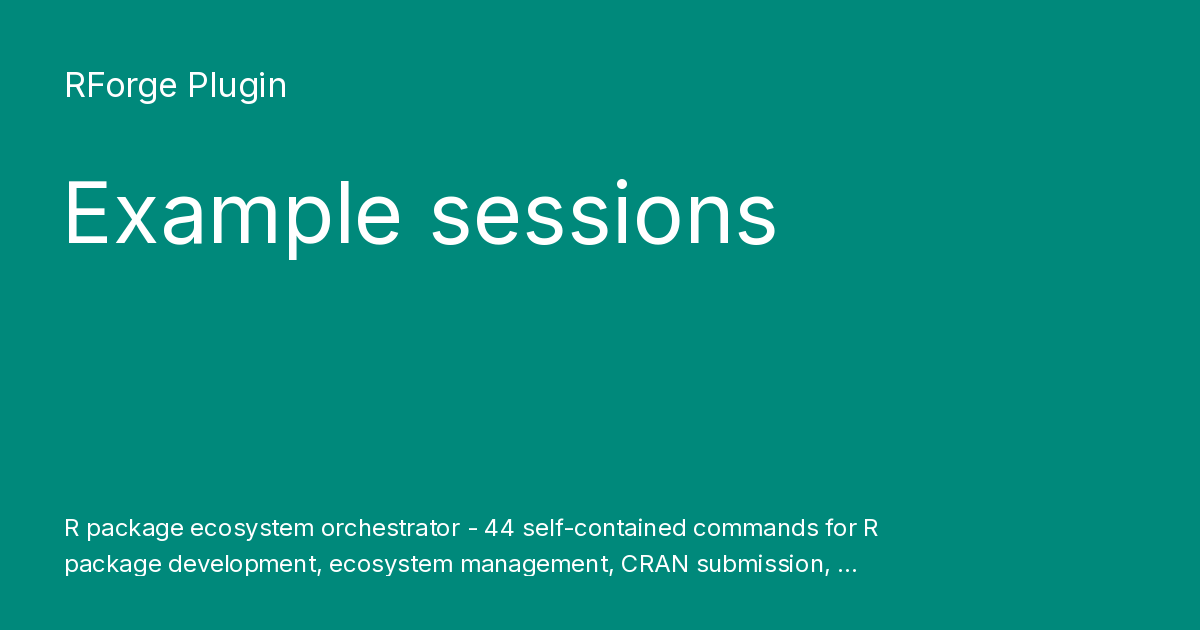 RForge Plugin
Example sessions
R package ecosystem orchestrator - 44 self-contained commands for R
package development, ecosystem management, CRAN submission, ...